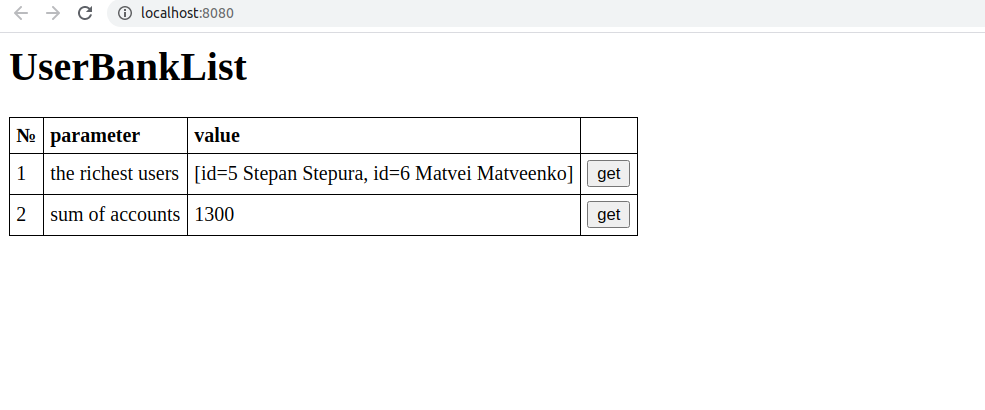 localhost:8080
UserBankList
№ parameter value
1 the richest users [id=5 Stepan Stepura, id=6 Matvei Matveenko] get
2 sum of accounts 1300 get